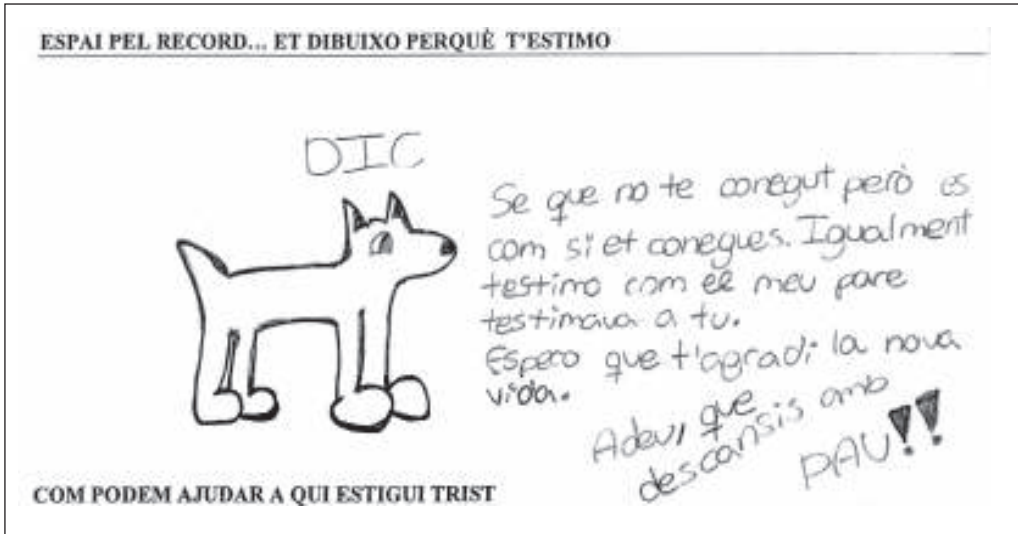 ESPAI PEL RECORD... ET DIBUIXO PERQUÈ T'ESTIMO
DIC
Se que no te conegut però es
com si et conegues. Igualment
testimo com el meu pare
testimava a tu.
Espero que t'agradi la nova
vida.
Adeu, que
descansis amb
PAU!!
COM PODEM AJUDAR A QUI ESTIGUI TRIST